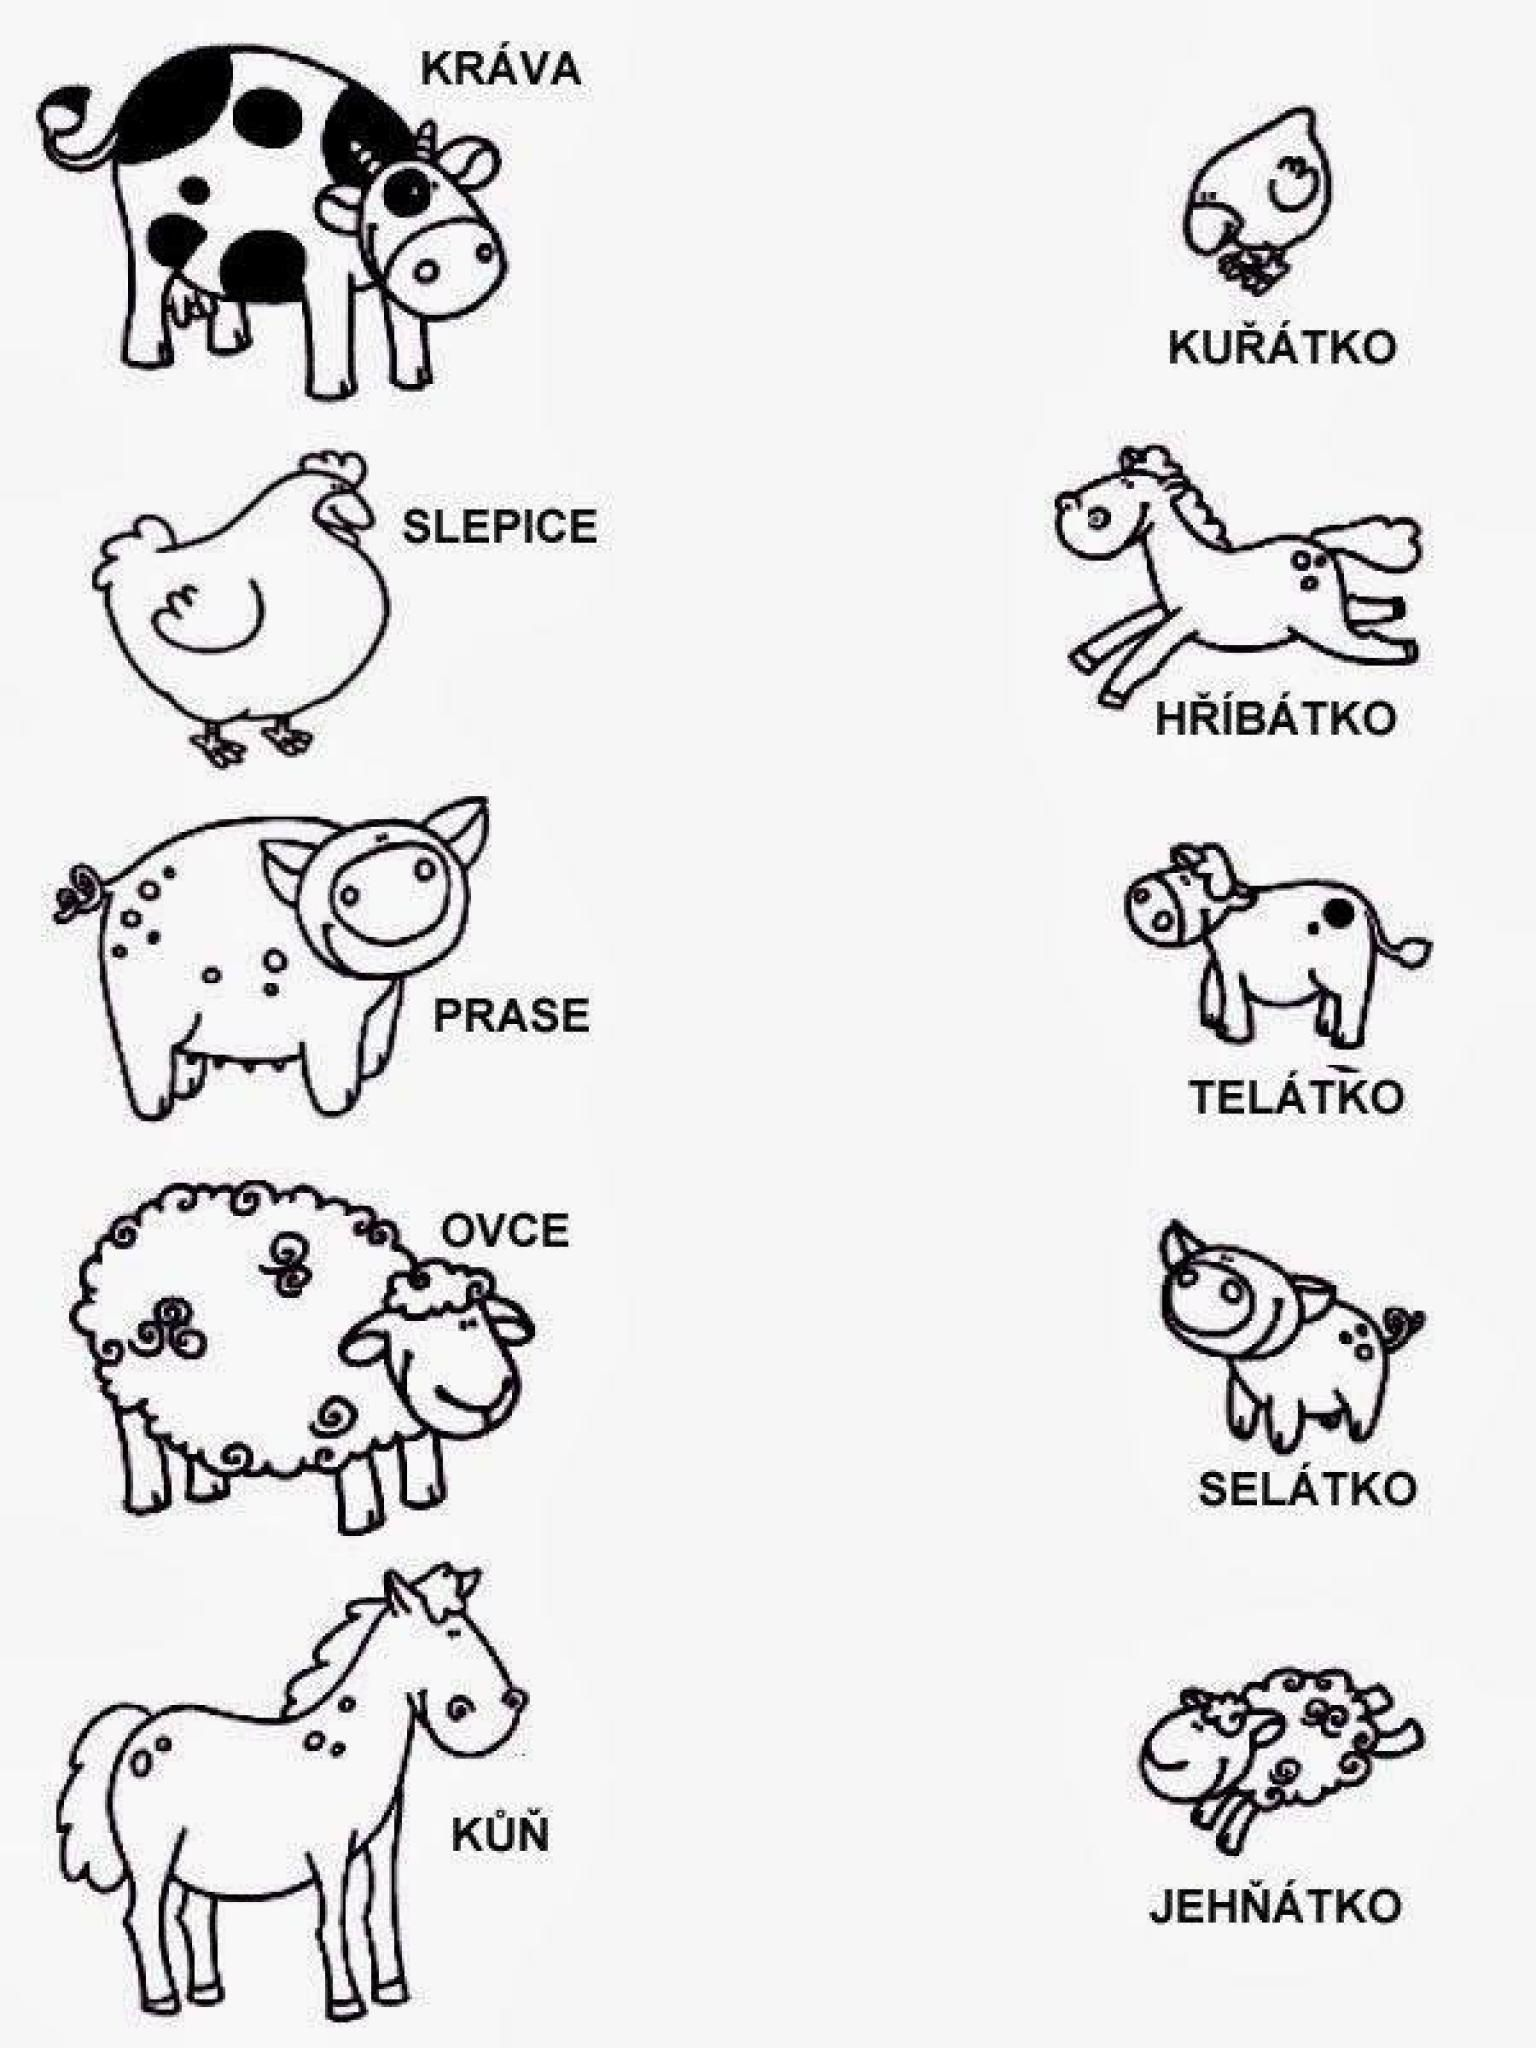 KRÁVA
KUŘÁTKO
SLEPICE
HŘÍBÁTKO
PRASE
TELÁTKO
OVCE
SELÁTKO
KŮŇ
JEHŇÁTKO